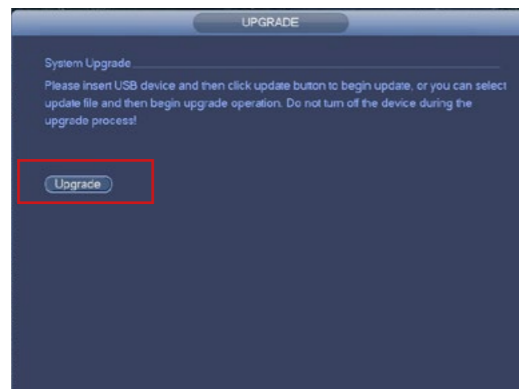 UPGRADE
System Upgrade
Please insert USB device and then click update button to begin update, or you can select
update file and then begin upgrade operation. Do not turn off the device during the
upgrade process!
Upgrade